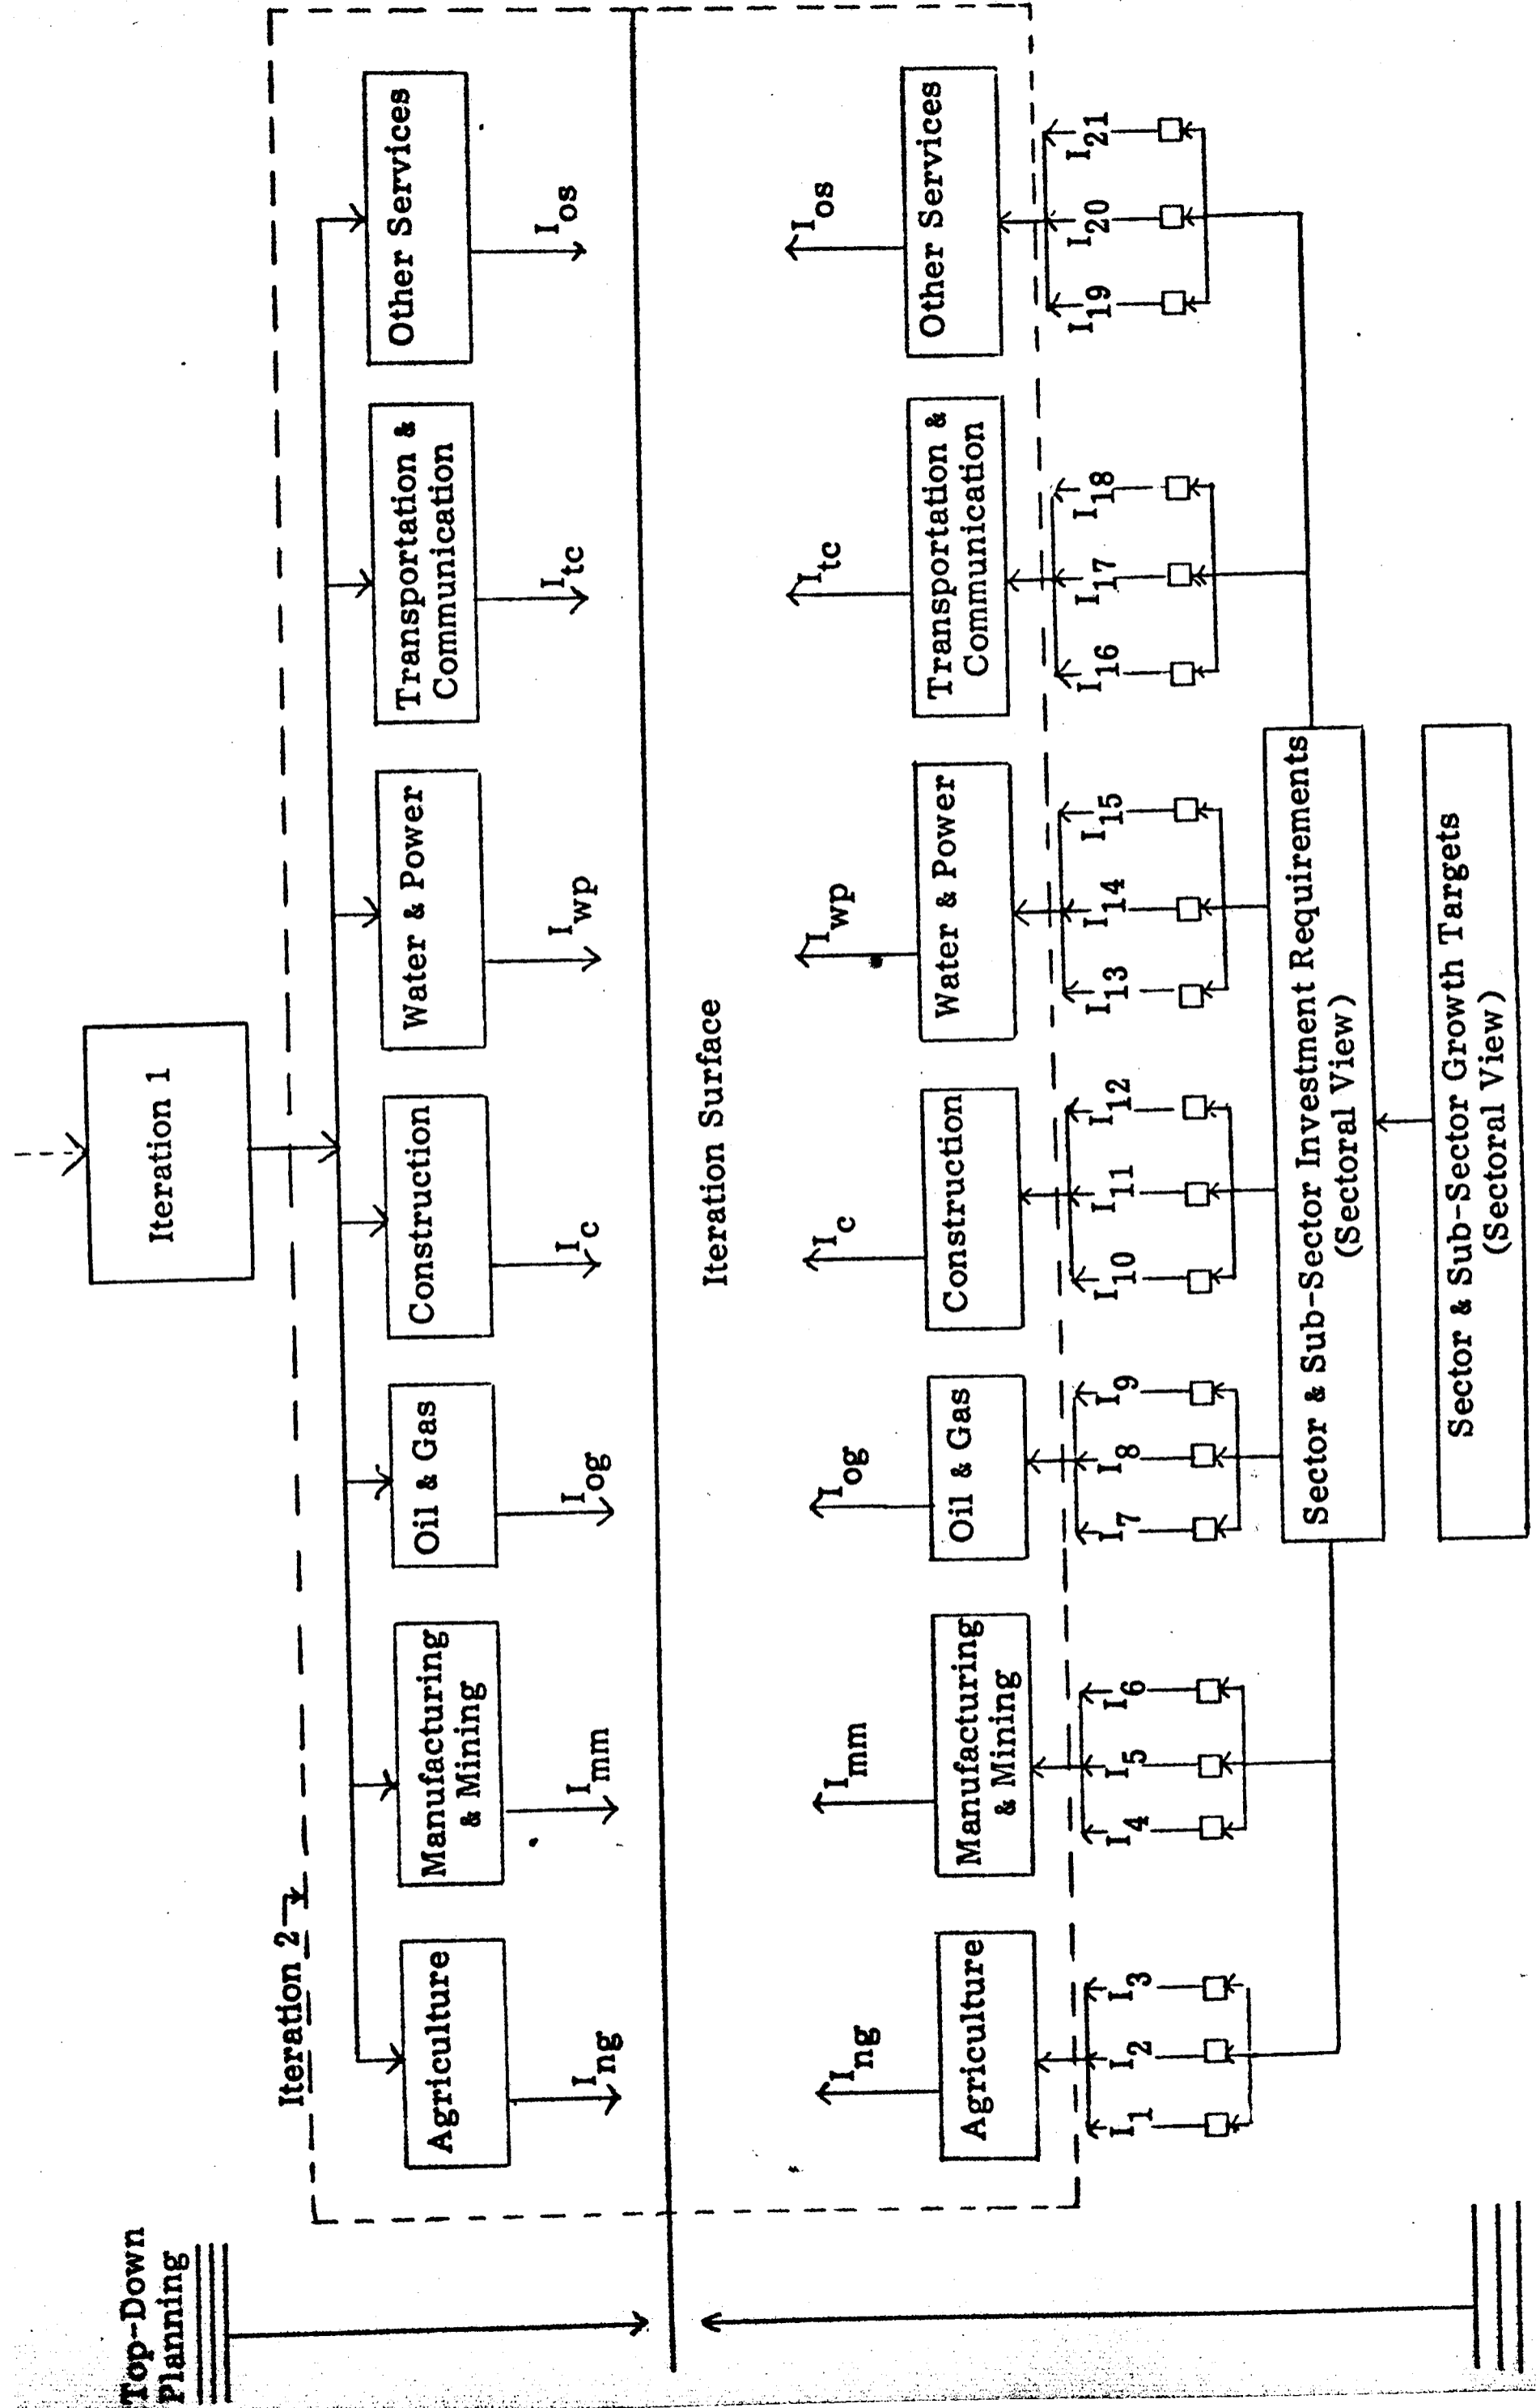 Top-Down
Planning
Iteration 1
Iteration 2
Agriculture
Manufacturing
& Mining
Oil & Gas
Construction
Water & Power
Transportation &
Communication
Other Services
I_ng
I_mm
I_og
I_c
I_wp
I_tc
I_os
Iteration Surface
I_ng
I_mm
I_og
I_c
I_wp
I_tc
I_os
Agriculture
Manufacturing
& Mining
Oil & Gas
Construction
Water & Power
Transportation &
Communication
Other Services
I_1 I_2 I_3
I_4 I_5 I_6
I_7 I_8 I_9
I_10 I_11 I_12
I_13 I_14 I_15
I_16 I_17 I_18
I_19 I_20 I_21
Sector & Sub-Sector Investment Requirements
(Sectoral View)
Sector & Sub-Sector Growth Targets
(Sectoral View)